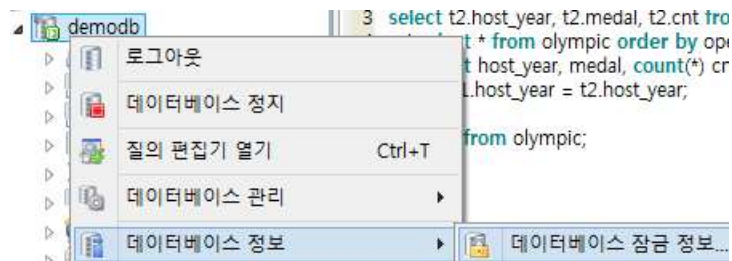 demodb
3 select t2.host_year, t2.medal, t2.cnt
* from olympic order by
로그아웃
host_year, medal, count(*)
.host_year = t2.host_year;
데이터베이스 정지
from olympic;
질의 편집기 열기 Ctrl+T
데이터베이스 관리
데이터베이스 정보
데이터베이스 잠금 정보...